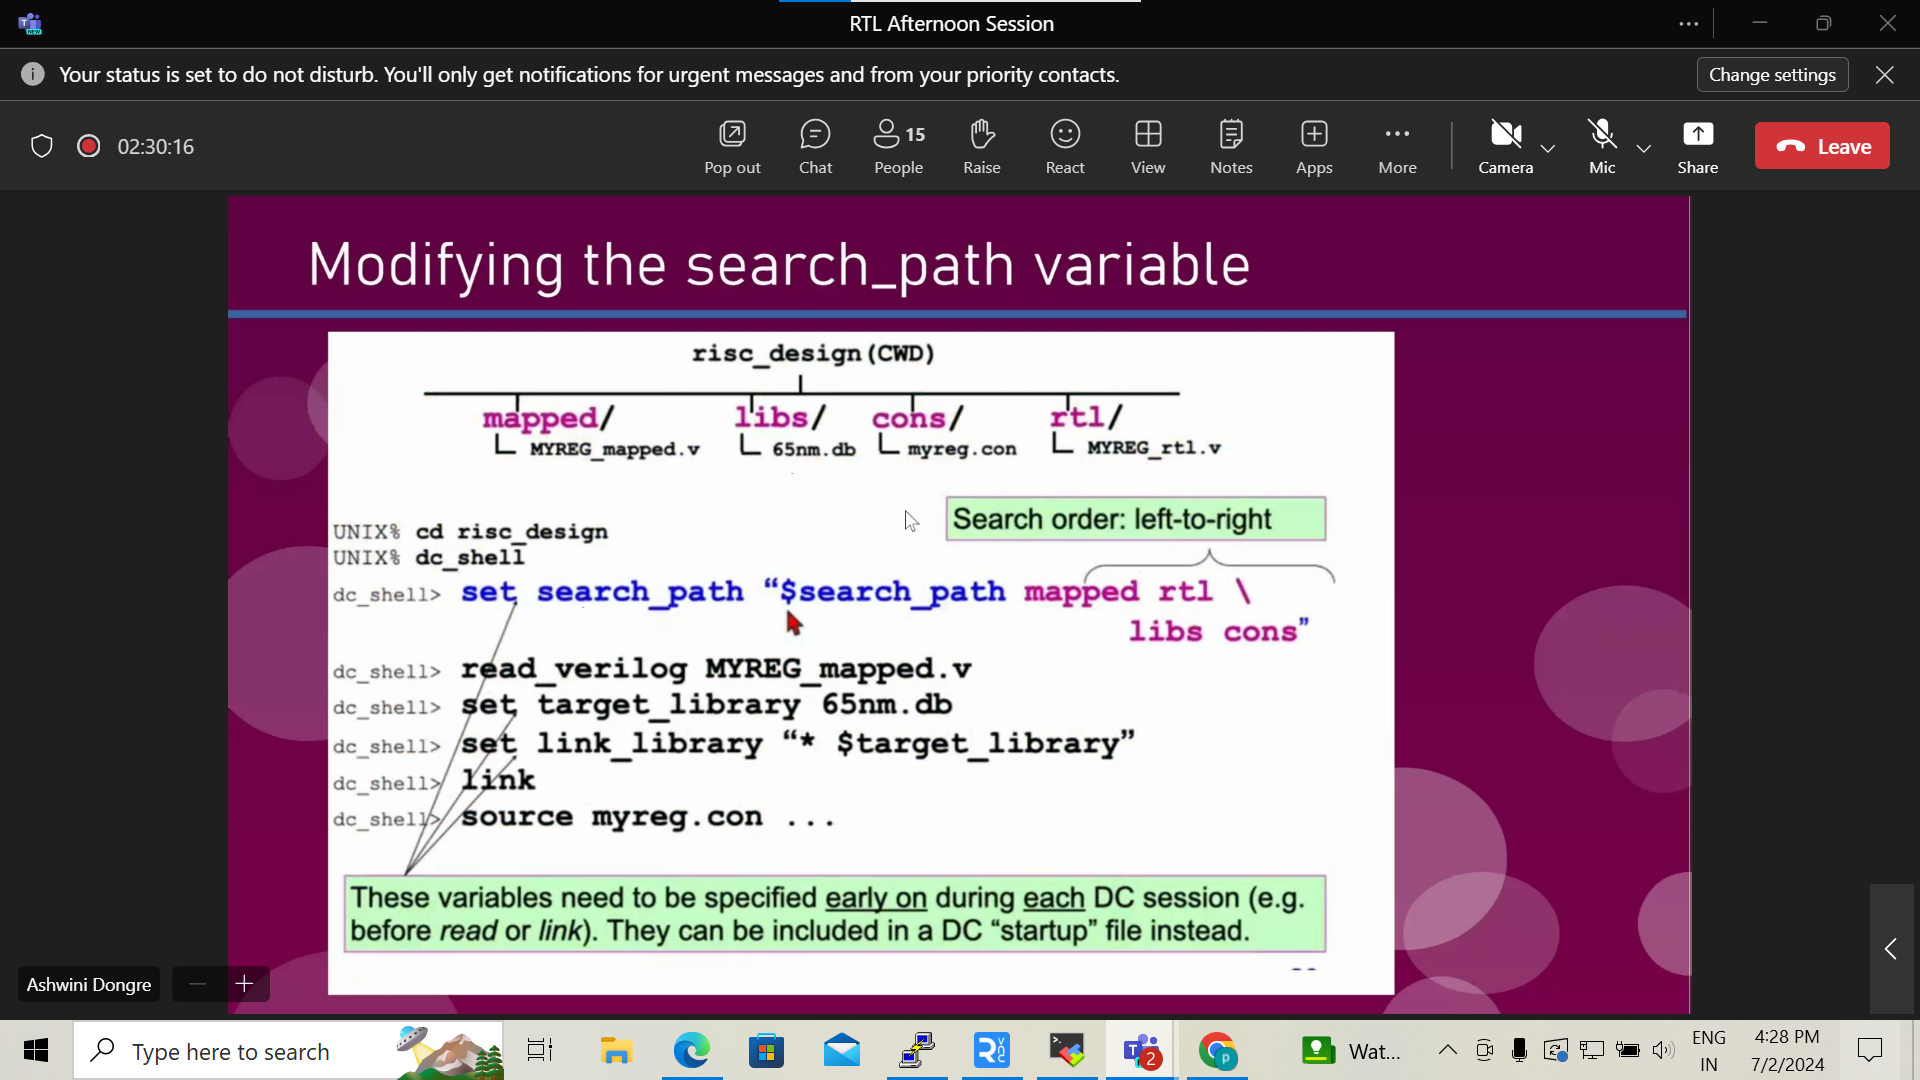 RTL Afternoon Session
Your status is set to do not disturb. You'll only get notifications for urgent messages and from your priority contacts.
Change settings
02:30:16
Pop out
Chat
15
People
Raise
React
View
Notes
Apps
More
Camera
Mic
Share
Leave
Modifying the search_path variable
risc_design(CWD)
mapped/ libs/ cons/ rtl/
MYREG_mapped.v 65nm.db myreg.con MYREG_rtl.v
Search order: left-to-right
UNIX% cd risc_design
UNIX% dc_shell
dc_shell> set search_path “$search_path mapped rtl \
libs cons”
dc_shell> read_verilog MYREG_mapped.v
dc_shell> set target_library 65nm.db
dc_shell> set link_library “* $target_library”
dc_shell> link
dc_shell> source myreg.con ...
These variables need to be specified early on during each DC session (e.g.
before read or link). They can be included in a DC “startup” file instead.
Ashwini Dongre
Type here to search
2
Wat...
ENG
IN
4:28 PM
7/2/2024